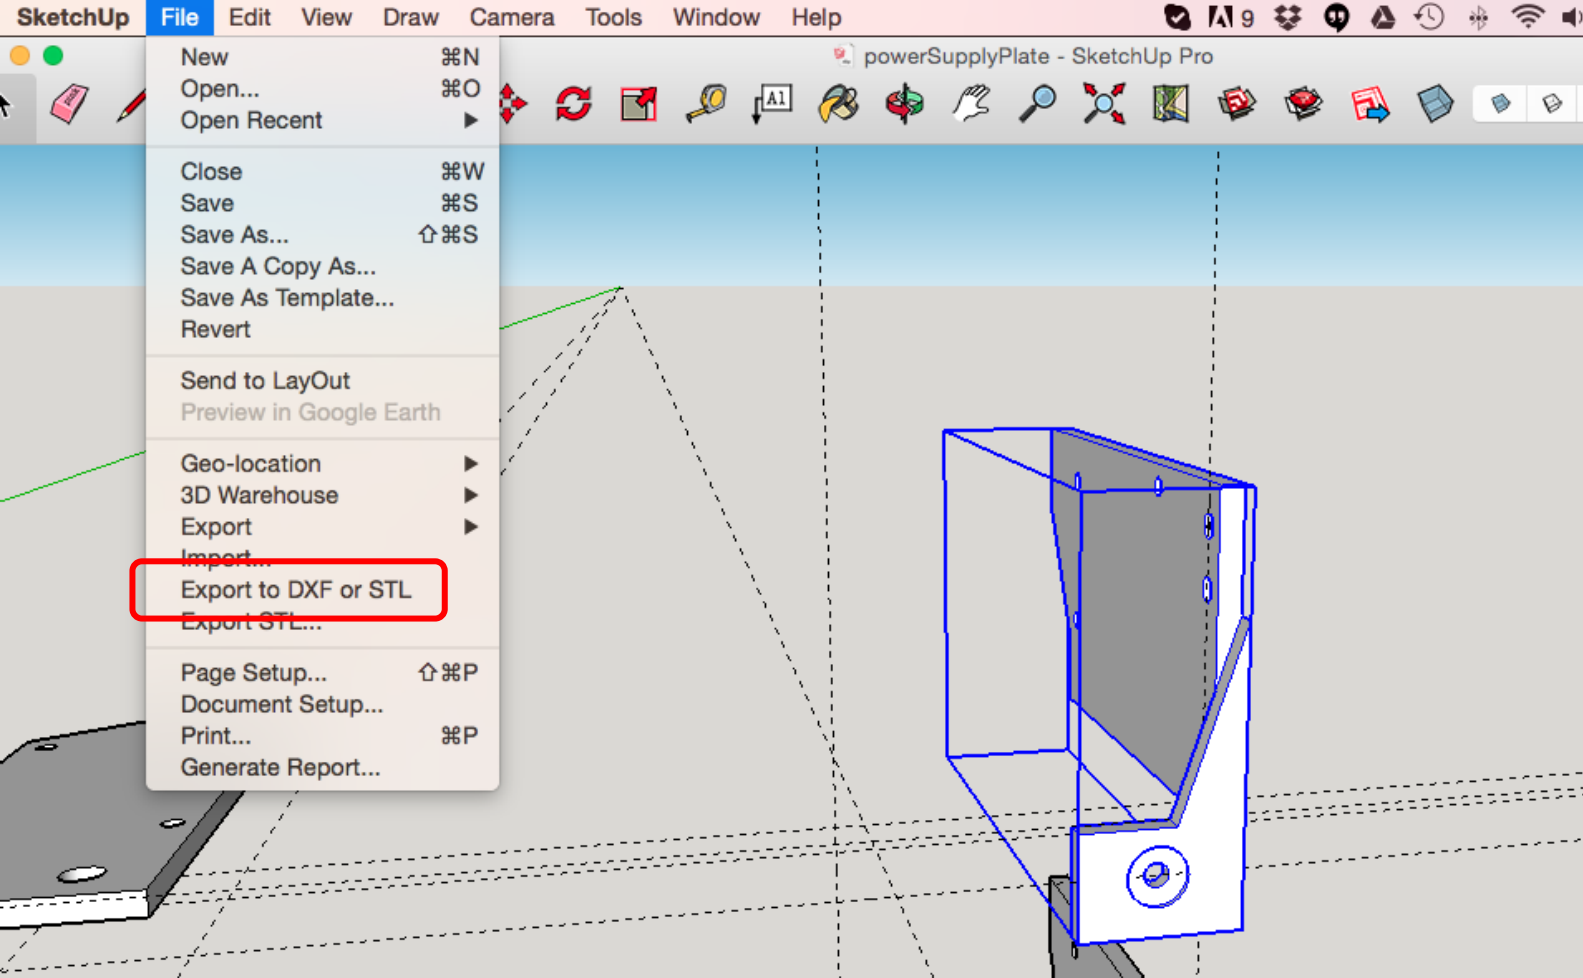 SketchUp File Edit View Draw Camera Tools Window Help 9
powerSupplyPlate - SketchUp Pro
A1
New ⌘N
Open... ⌘O
Open Recent ▶
Close ⌘W
Save ⌘S
Save As... ⇧⌘S
Save A Copy As...
Save As Template...
Revert
Send to LayOut
Preview in Google Earth
Geo-location ▶
3D Warehouse ▶
Export ▶
Import...
Export to DXF or STL
Export STL...
Page Setup... ⇧⌘P
Document Setup...
Print... ⌘P
Generate Report...